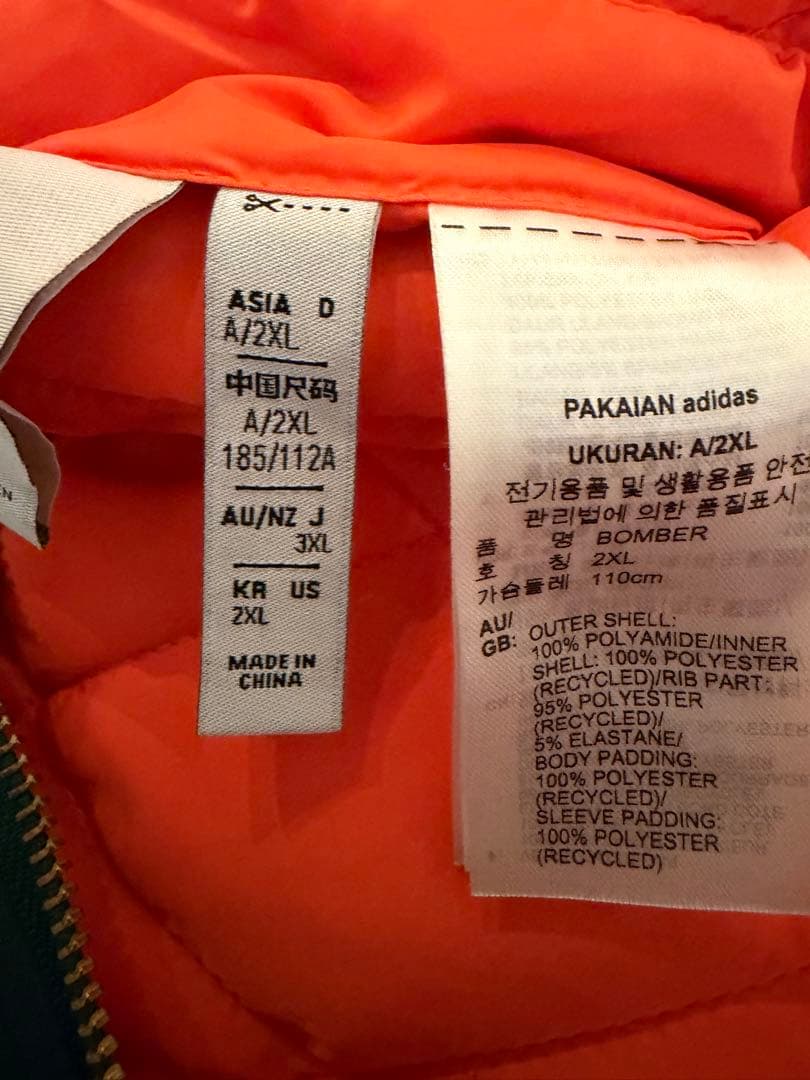 ASIA D
A/2XL
中国尺码
A/2XL
185/112A
AU/NZ J
3XL
KR US
2XL
MADE IN
CHINA
PAKAIAN adidas
UKURAN: A/2XL
전기용품 및 생활용품 안전
관리법에 의한 품질표시
품 명 BOMBER
호 칭 2XL
가슴둘레 110cm
AU/
GB: OUTER SHELL:
100% POLYAMIDE/INNER
SHELL: 100% POLYESTER
(RECYCLED)/RIB PART:
95% POLYESTER
(RECYCLED)/
5% ELASTANE/
BODY PADDING:
100% POLYESTER
(RECYCLED)/
SLEEVE PADDING:
100% POLYESTER
(RECYCLED)